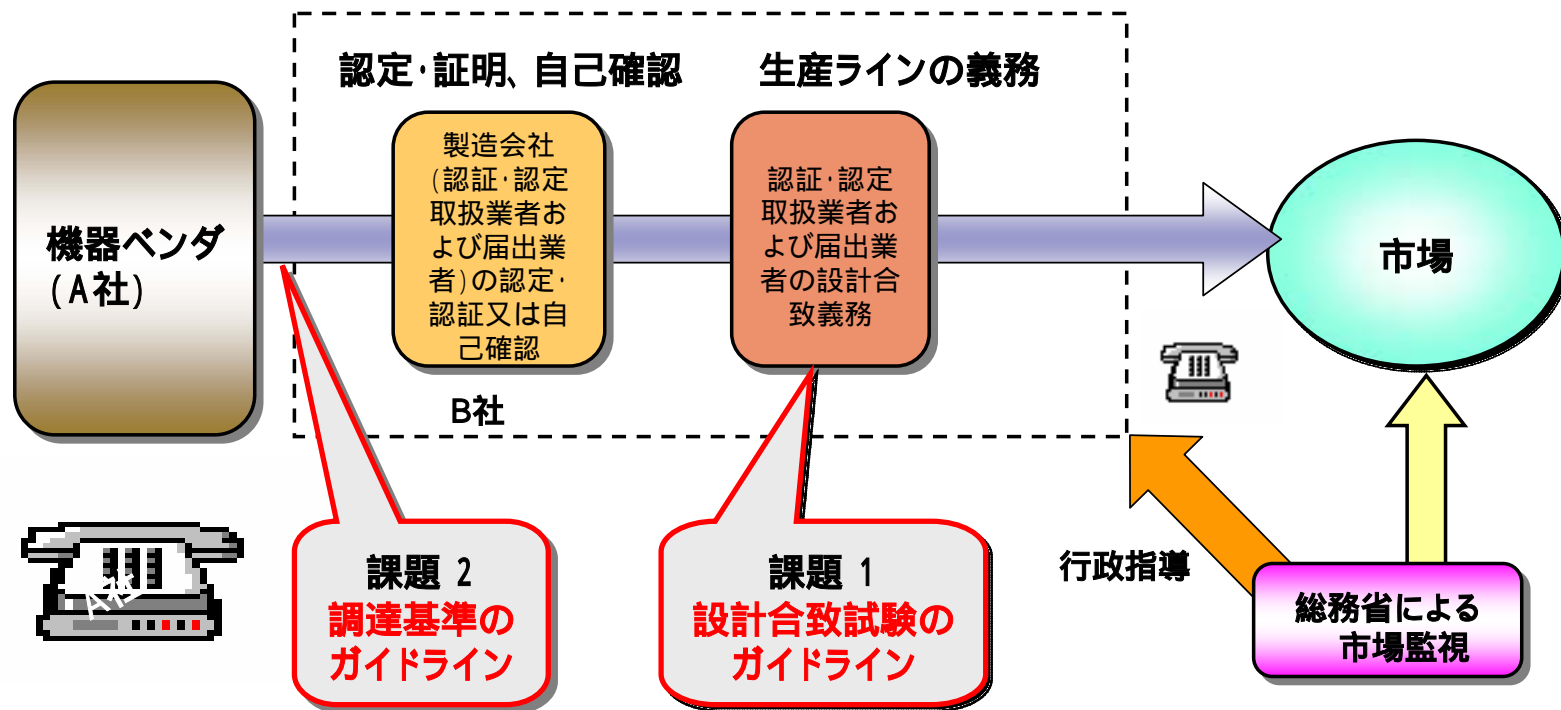 認定･証明、自己確認
生産ラインの義務
機器ベンダ
(A社)
製造会社
(認証･認定
取扱業者お
よび届出業
者)の認定･
認証又は自
己確認
認証･認定
取扱業者お
よび届出業
者の設計合
致義務
市場
B社
A社
課題 2
調達基準の
ガイドライン
課題 1
設計合致試験の
ガイドライン
行政指導
総務省による
市場監視